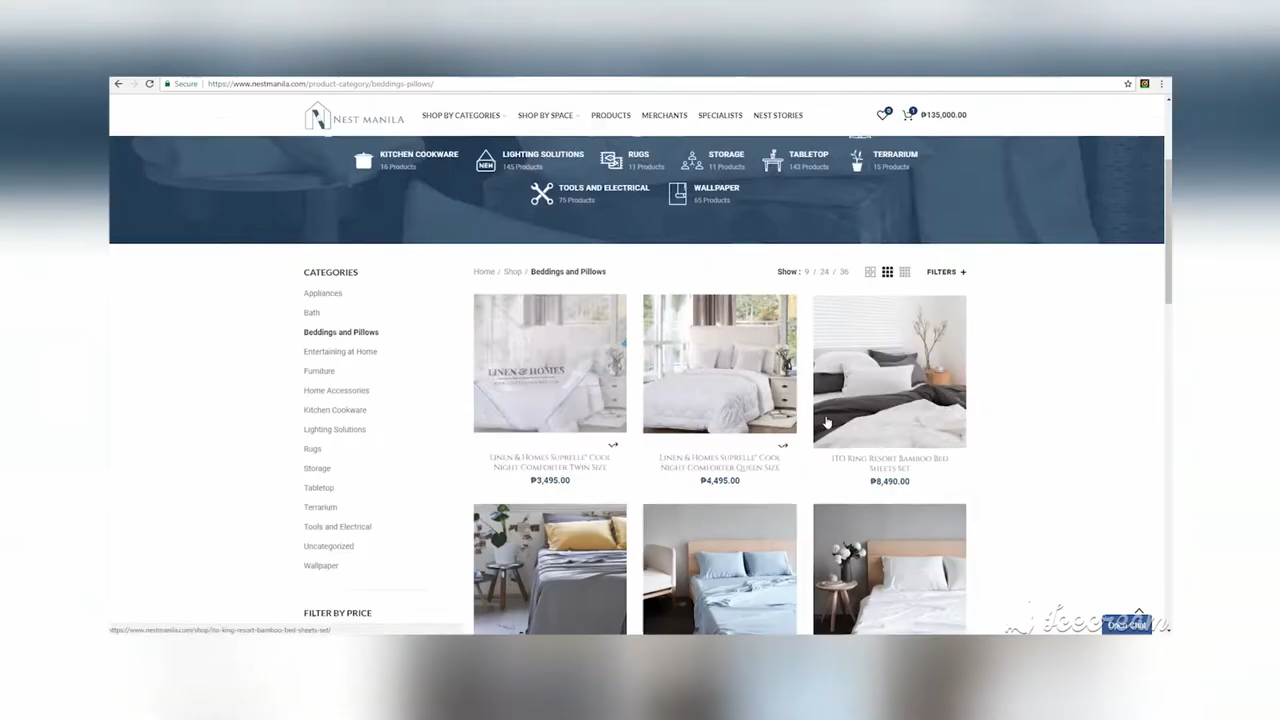 Secure https://www.nestmanila.com/product-category/beddings-pillows/
NEST MANILA SHOP BY CATEGORIES SHOP BY SPACE PRODUCTS MERCHANTS SPECIALISTS NEST STORIES 0 1 ₱135,000.00
KITCHEN COOKWARE
16 Products
NEW
LIGHTING SOLUTIONS
145 Products
RUGS
11 Products
STORAGE
11 Products
TABLETOP
143 Products
TERRARIUM
15 Products
TOOLS AND ELECTRICAL
75 Products
WALLPAPER
65 Products
CATEGORIES
Appliances
Bath
Beddings and Pillows
Entertaining at Home
Furniture
Home Accessories
Kitchen Cookware
Lighting Solutions
Rugs
Storage
Tabletop
Terrarium
Tools and Electrical
Uncategorized
Wallpaper
FILTER BY PRICE
Home / Shop / Beddings and Pillows
Show : 9 / 24 / 36
FILTERS +
LINEN & HOMES
LINEN & HOMES SUPRELLE® COOL
NIGHT COMFORTER TWIN SIZE
₱3,495.00
LINEN & HOMES SUPRELLE® COOL
NIGHT COMFORTER QUEEN SIZE
₱4,495.00
ITO KING RESORT BAMBOO BED
SHEETS SET
₱8,490.00
https://www.nestmanila.com/shop/ito-king-resort-bamboo-bed-sheets-set/
Open Chat
Icecream